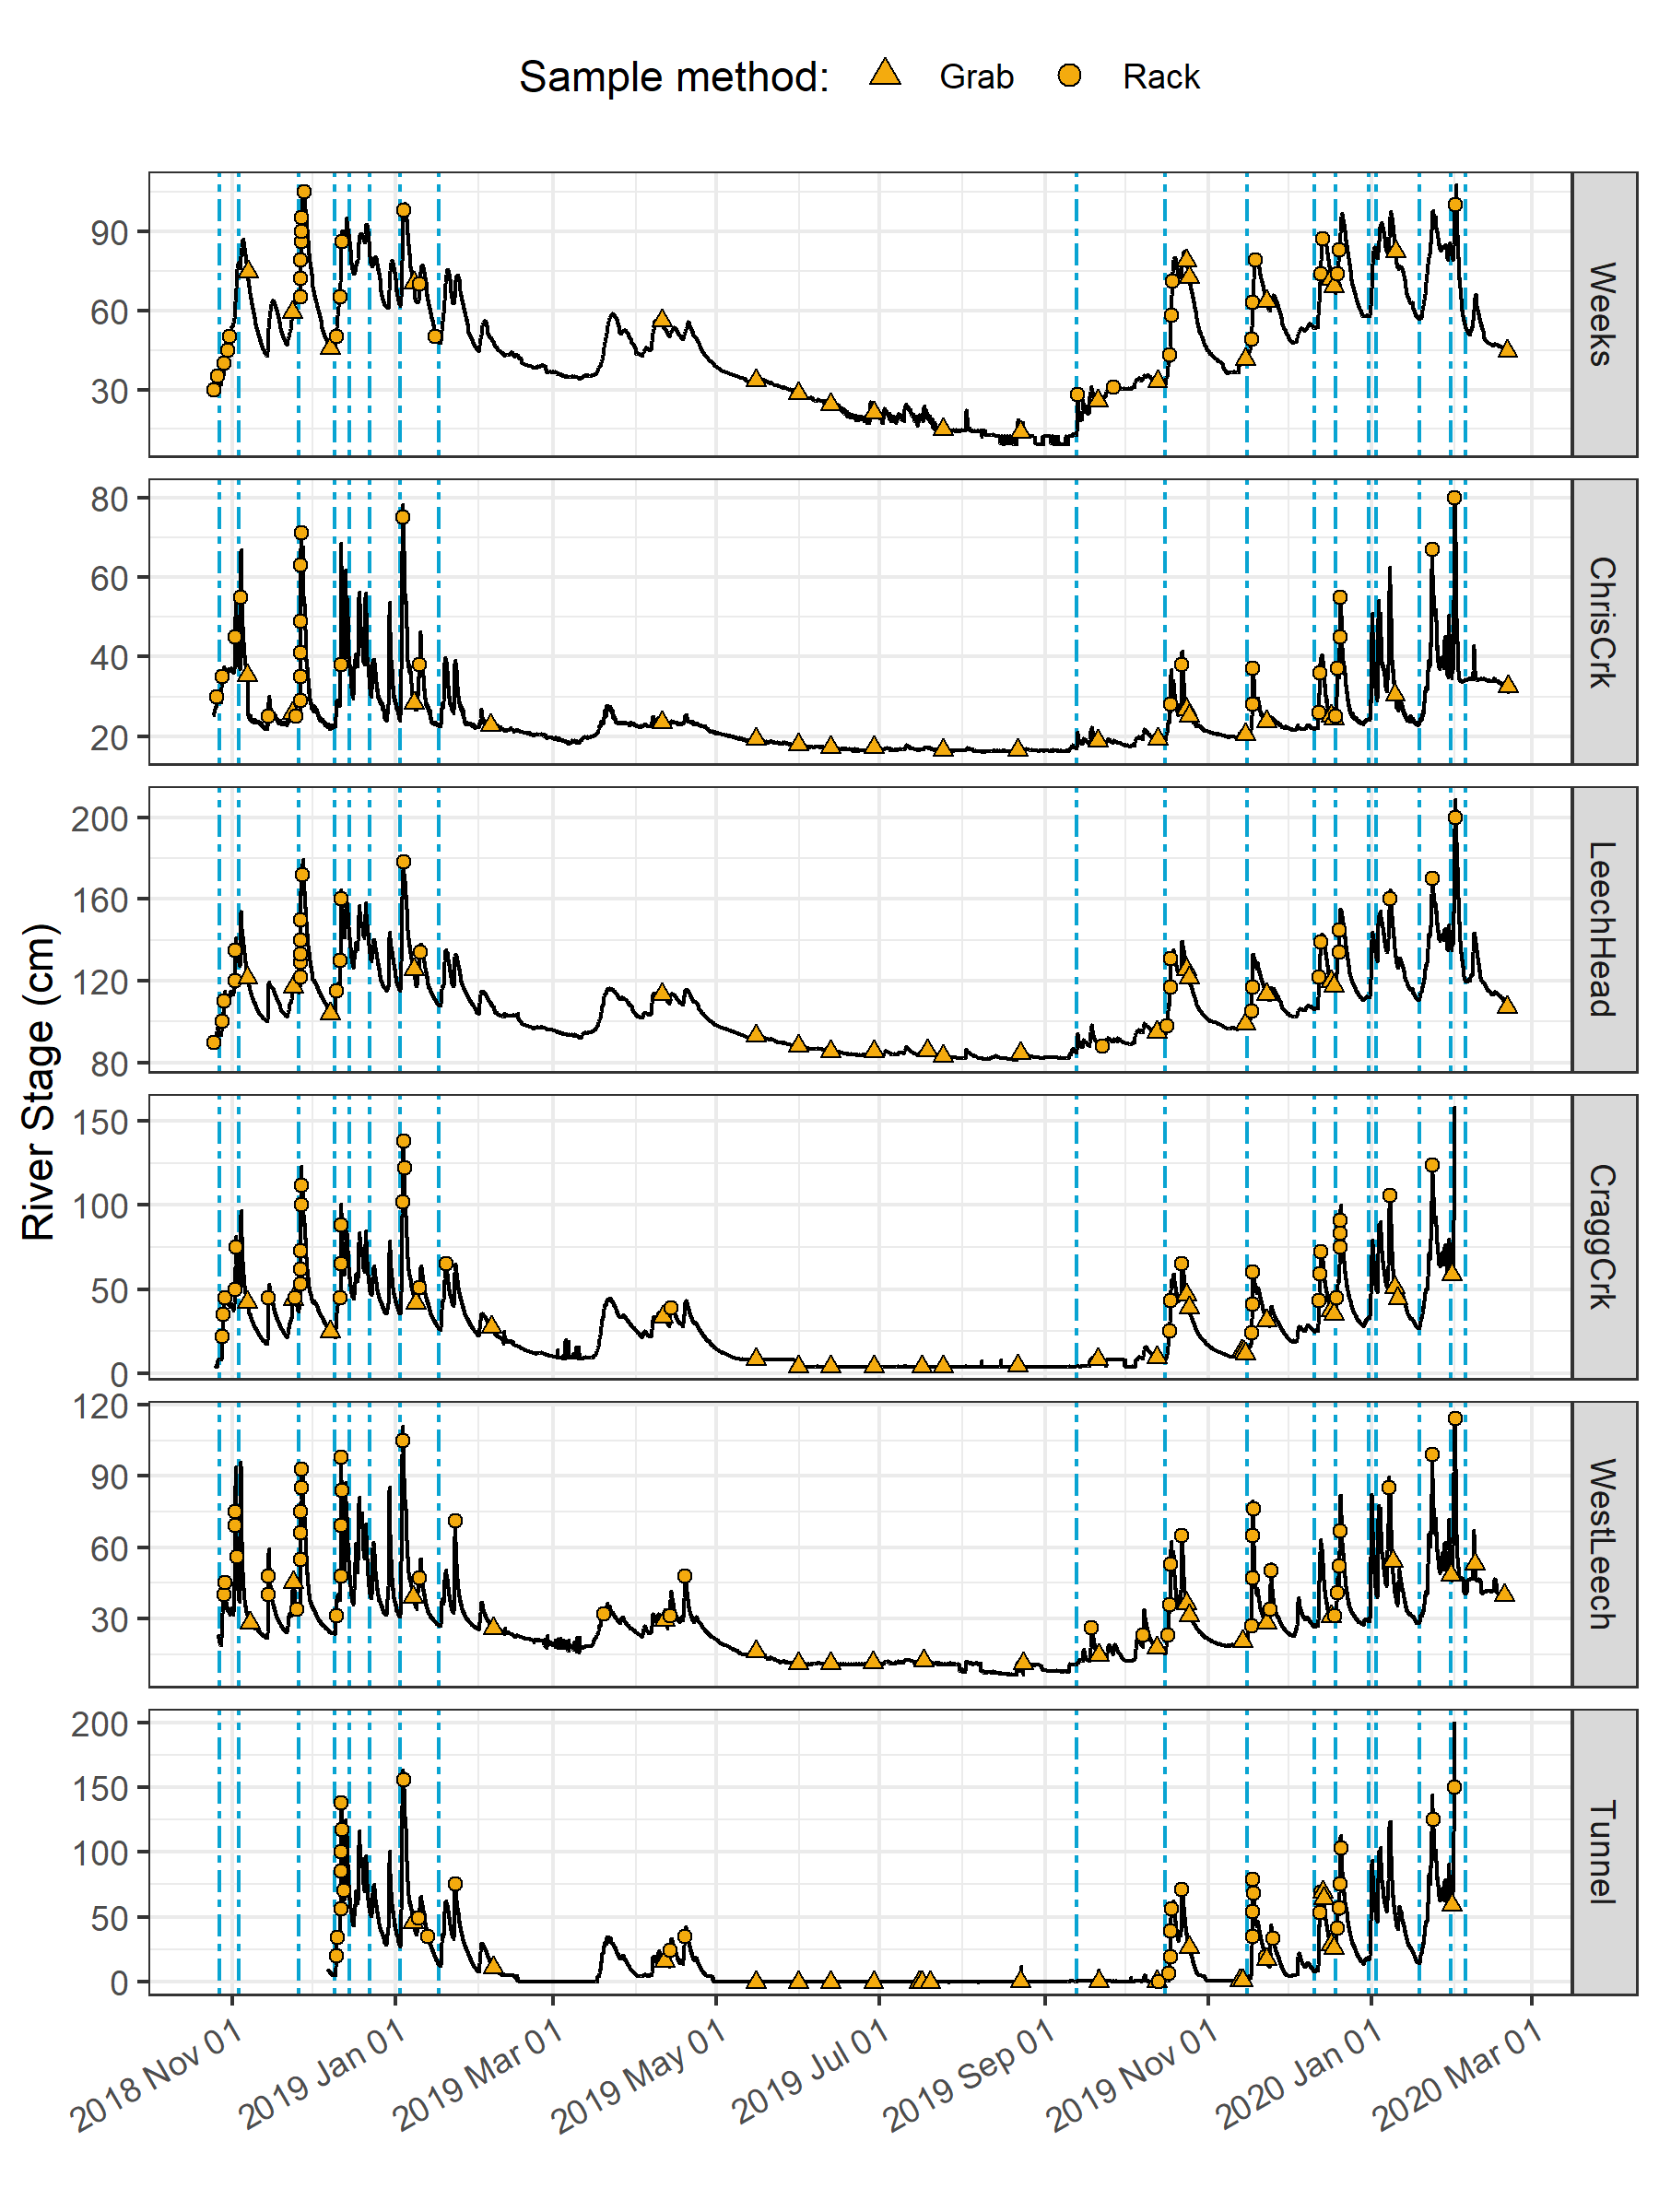 Sample method: Grab Rack
90
60
30
Weeks
80
60
40
20
ChrisCrk
200
160
120
80
LeechHead
River Stage (cm)
150
100
50
0
CraggCrk
120
90
60
30
WestLeech
200
150
100
50
0
Tunnel
2018 Nov 01
2019 Jan 01
2019 Mar 01
2019 May 01
2019 Jul 01
2019 Sep 01
2019 Nov 01
2020 Jan 01
2020 Mar 01